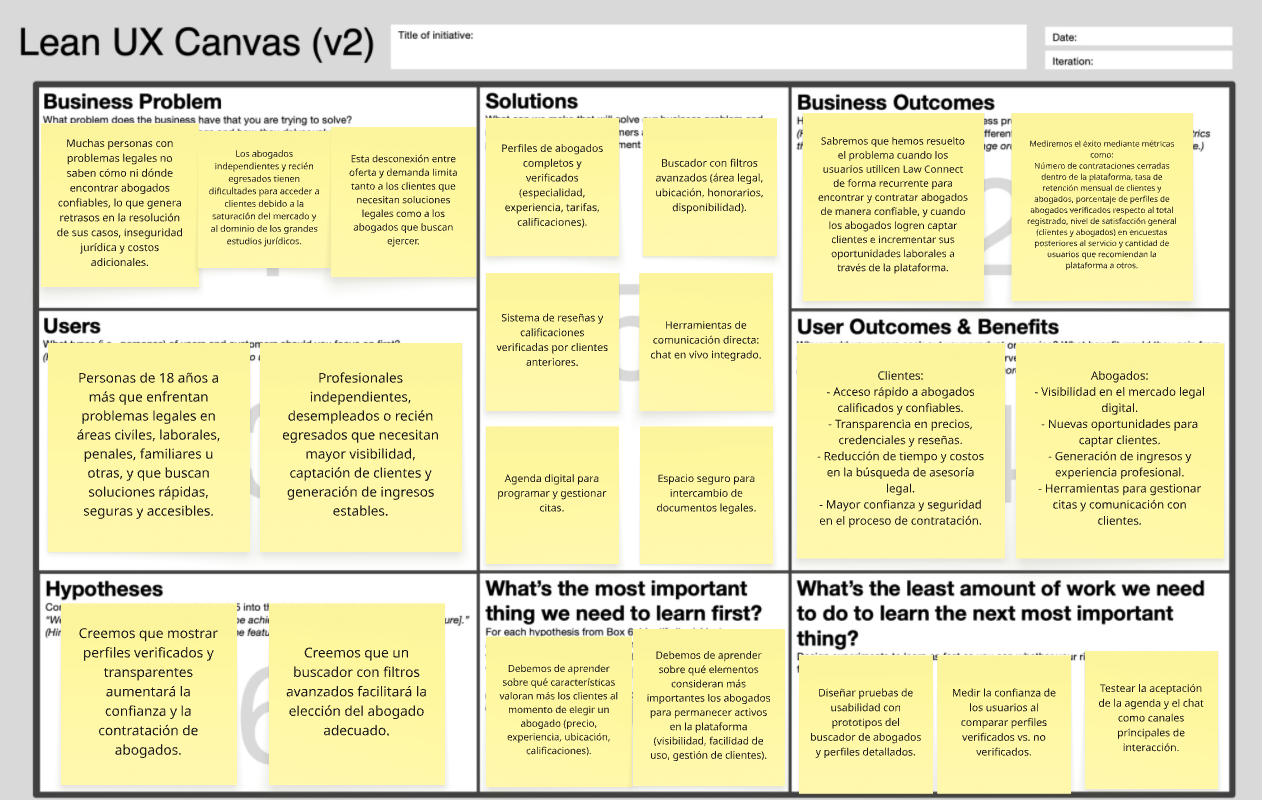 Lean UX Canvas (v2)
Title of initiative:
Date:
Iteration:
Business Problem
What problem does the business have that you are trying to solve?
Muchas personas con
problemas legales no
saben cómo ni dónde
encontrar abogados
confiables, lo que genera
retrasos en la resolución
de sus casos, inseguridad
jurídica y costos
adicionales.
Los abogados
independientes y recién
egresados tienen
dificultades para acceder a
clientes debido a la
saturación del mercado y
al dominio de los grandes
estudios jurídicos.
Esta desconexión entre
oferta y demanda limita
tanto a los clientes que
necesitan soluciones
legales como a los
abogados que buscan
ejercer.
Solutions
Perfiles de abogados
completos y
verificados
(especialidad,
experiencia, tarifas,
calificaciones).
Buscador con filtros
avanzados (área legal,
ubicación, honorarios,
disponibilidad).
Sistema de reseñas y
calificaciones
verificadas por clientes
anteriores.
Herramientas de
comunicación directa:
chat en vivo integrado.
Agenda digital para
programar y gestionar
citas.
Espacio seguro para
intercambio de
documentos legales.
Business Outcomes
Sabremos que hemos resuelto
el problema cuando los
usuarios utilicen Law Connect
de forma recurrente para
encontrar y contratar abogados
de manera confiable, y cuando
los abogados logren captar
clientes e incrementar sus
oportunidades laborales a
través de la plataforma.
Mediremos el éxito mediante métricas
como:
Número de contrataciones cerradas
dentro de la plataforma, tasa de
retención mensual de clientes y
abogados, porcentaje de perfiles de
abogados verificados respecto al total
registrado, nivel de satisfacción general
(clientes y abogados) en encuestas
posteriores al servicio y cantidad de
usuarios que recomiendan la
plataforma a otros.
Users
Personas de 18 años a
más que enfrentan
problemas legales en
áreas civiles, laborales,
penales, familiares u
otras, y que buscan
soluciones rápidas,
seguras y accesibles.
Profesionales
independientes,
desempleados o recién
egresados que necesitan
mayor visibilidad,
captación de clientes y
generación de ingresos
estables.
User Outcomes & Benefits
Clientes:
- Acceso rápido a abogados
calificados y confiables.
- Transparencia en precios,
credenciales y reseñas.
- Reducción de tiempo y costos
en la búsqueda de asesoría
legal.
- Mayor confianza y seguridad
en el proceso de contratación.
Abogados:
- Visibilidad en el mercado legal
digital.
- Nuevas oportunidades para
captar clientes.
- Generación de ingresos y
experiencia profesional.
- Herramientas para gestionar
citas y comunicación con
clientes.
Hypotheses
Creemos que mostrar
perfiles verificados y
transparentes
aumentará la
confianza y la
contratación de
abogados.
Creemos que un
buscador con filtros
avanzados facilitará la
elección del abogado
adecuado.
6
What's the most important
thing we need to learn first?
For each hypothesis from Box 6,
Debemos de aprender
sobre qué características
valoran más los clientes al
momento de elegir un
abogado (precio,
experiencia, ubicación,
calificaciones).
Debemos de aprender
sobre qué elementos
consideran más
importantes los abogados
para permanecer activos
en la plataforma
(visibilidad, facilidad de
uso, gestión de clientes).
What's the least amount of work we need
to do to learn the next most important
thing?
Diseñar pruebas de
usabilidad con
prototipos del
buscador de abogados
y perfiles detallados.
Medir la confianza de
los usuarios al
comparar perfiles
verificados vs. no
verificados.
Testear la aceptación
de la agenda y el chat
como canales
principales de
interacción.